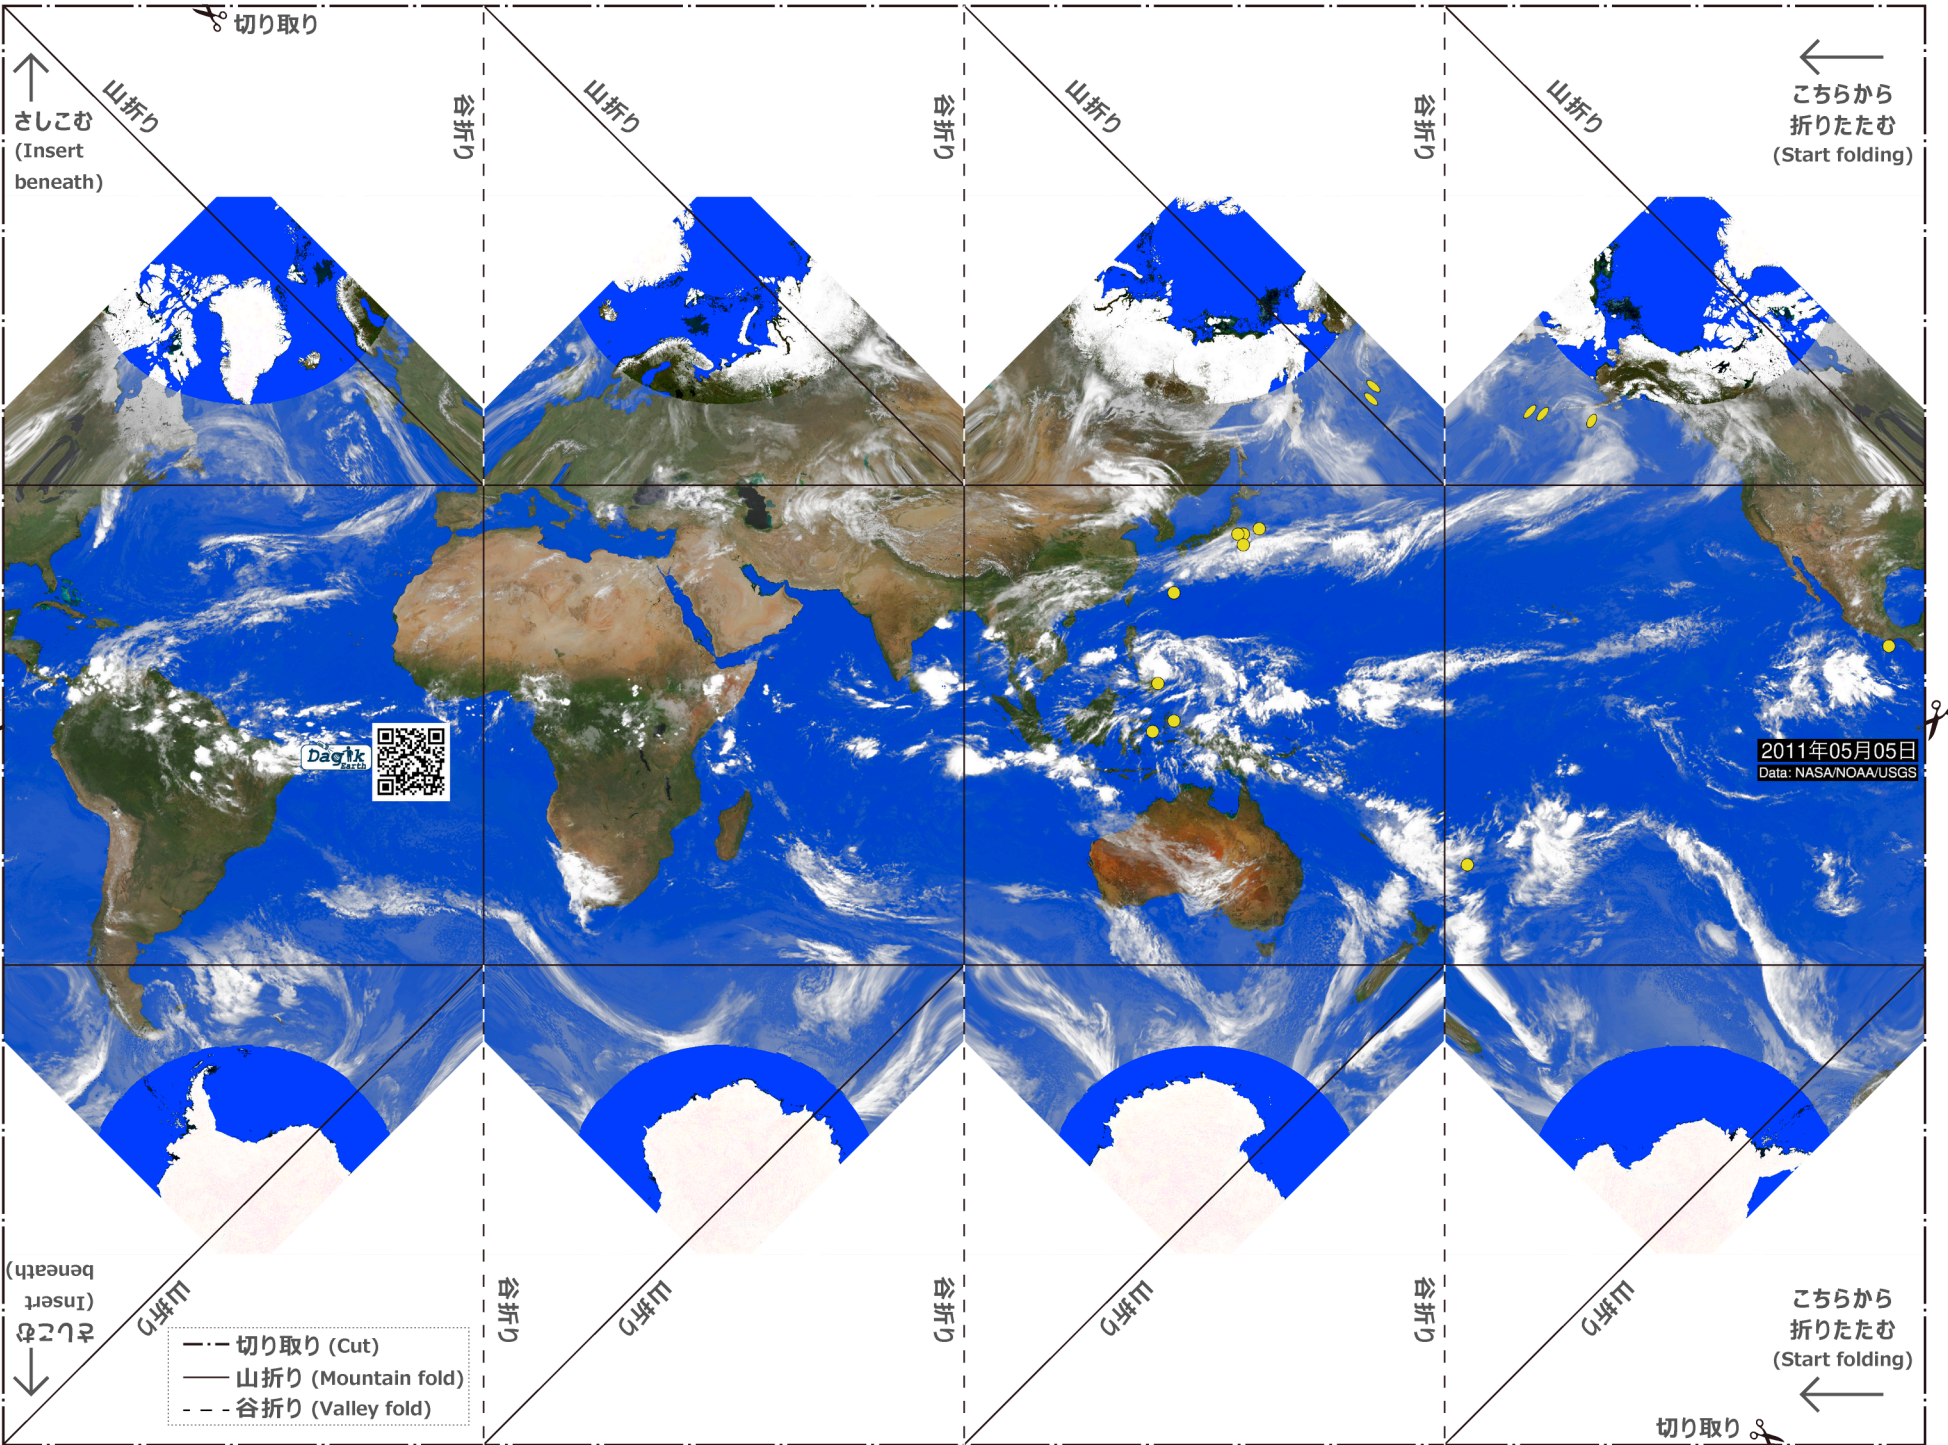 切り取り
山折り
谷折り
山折り
谷折り
山折り
谷折り
山折り
さしこむ
(Insert
beneath)
こちらから
折りたたむ
(Start folding)
Dagik
Earth
2011年05月05日
Data: NASA/NOAA/USGS
さしこむ
(Insert
beneath)
山折り
谷折り
山折り
谷折り
山折り
谷折り
山折り
切り取り (Cut)
山折り (Mountain fold)
谷折り (Valley fold)
こちらから
折りたたむ
(Start folding)
切り取り